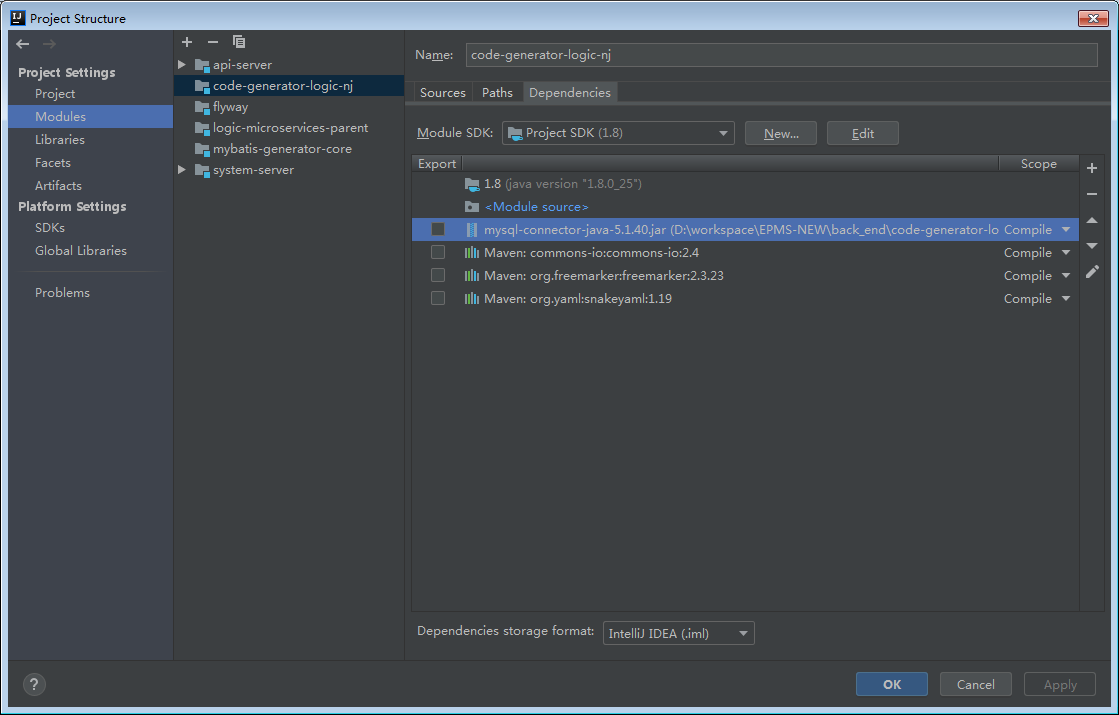 Project Structure
Project Settings
Project
Modules
Libraries
Facets
Artifacts
Platform Settings
SDKs
Global Libraries
Problems
api-server
code-generator-logic-nj
flyway
logic-microservices-parent
mybatis-generator-core
system-server
Name: code-generator-logic-nj
Sources Paths Dependencies
Module SDK: Project SDK (1.8) New... Edit
Export Scope
1.8 (java version "1.8.0_25")
<Module source>
mysql-connector-java-5.1.40.jar (D:\workspace\EPMS-NEW\back_end\code-generator-lo Compile
Maven: commons-io:commons-io:2.4 Compile
Maven: org.freemarker:freemarker:2.3.23 Compile
Maven: org.yaml:snakeyaml:1.19 Compile
Dependencies storage format: IntelliJ IDEA (.iml)
? OK Cancel Apply